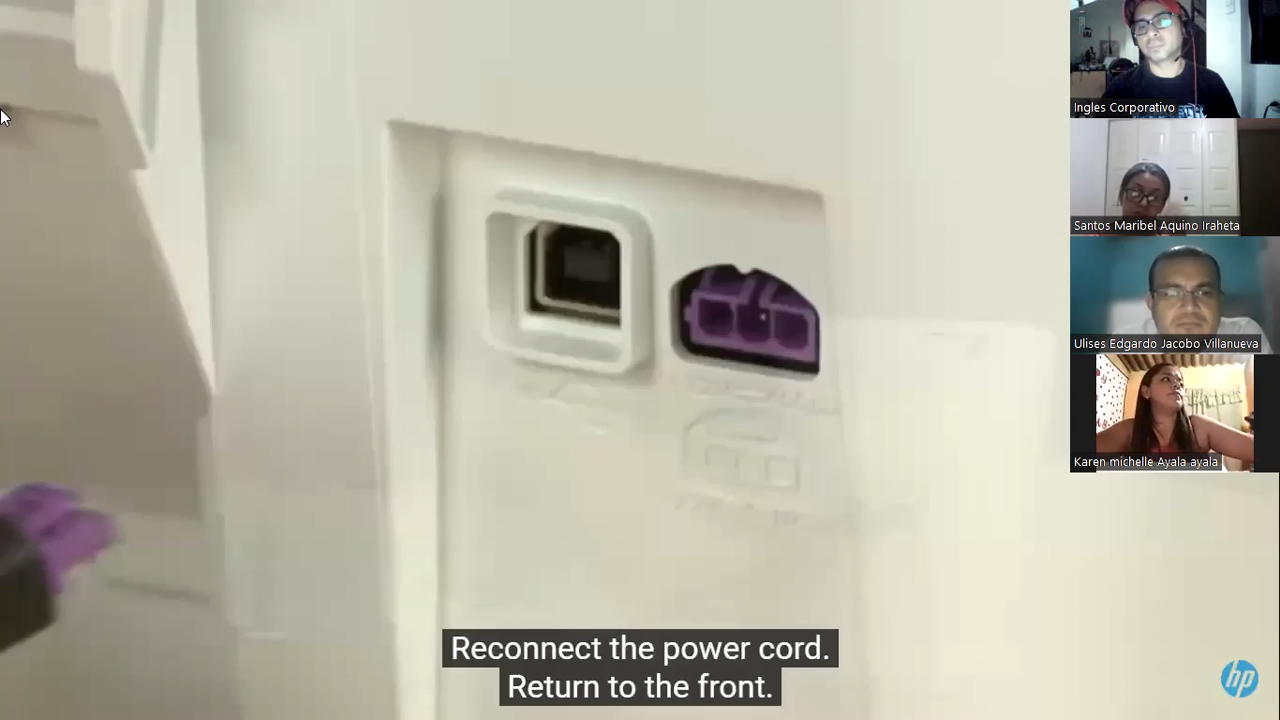 Ingles Corporativo
Santos Maribel Aquino Iraheta
Ulises Edgardo Jacobo Villanueva
Karen michelle Ayala ayala
Reconnect the power cord.
Return to the front.
hp